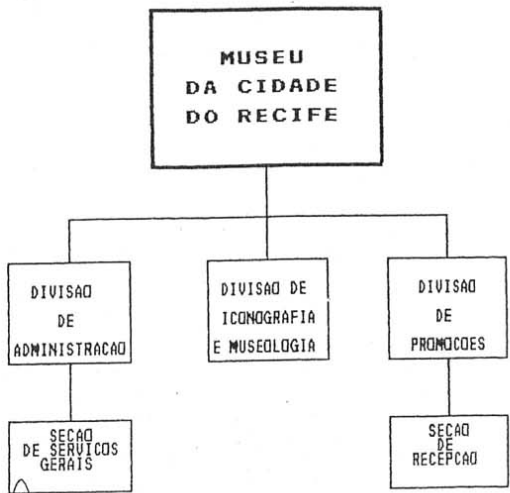 MUSEU
DA CIDADE
DO RECIFE
DIVISAO
DE
ADMINISTRACAO
DIVISAO DE
ICONOGRAFIA
E MUSEOLOGIA
DIVISAO
DE
PROMOCOES
SECAO
DE SERVICOS
GERAIS
SECAO
DE
RECEPCAO